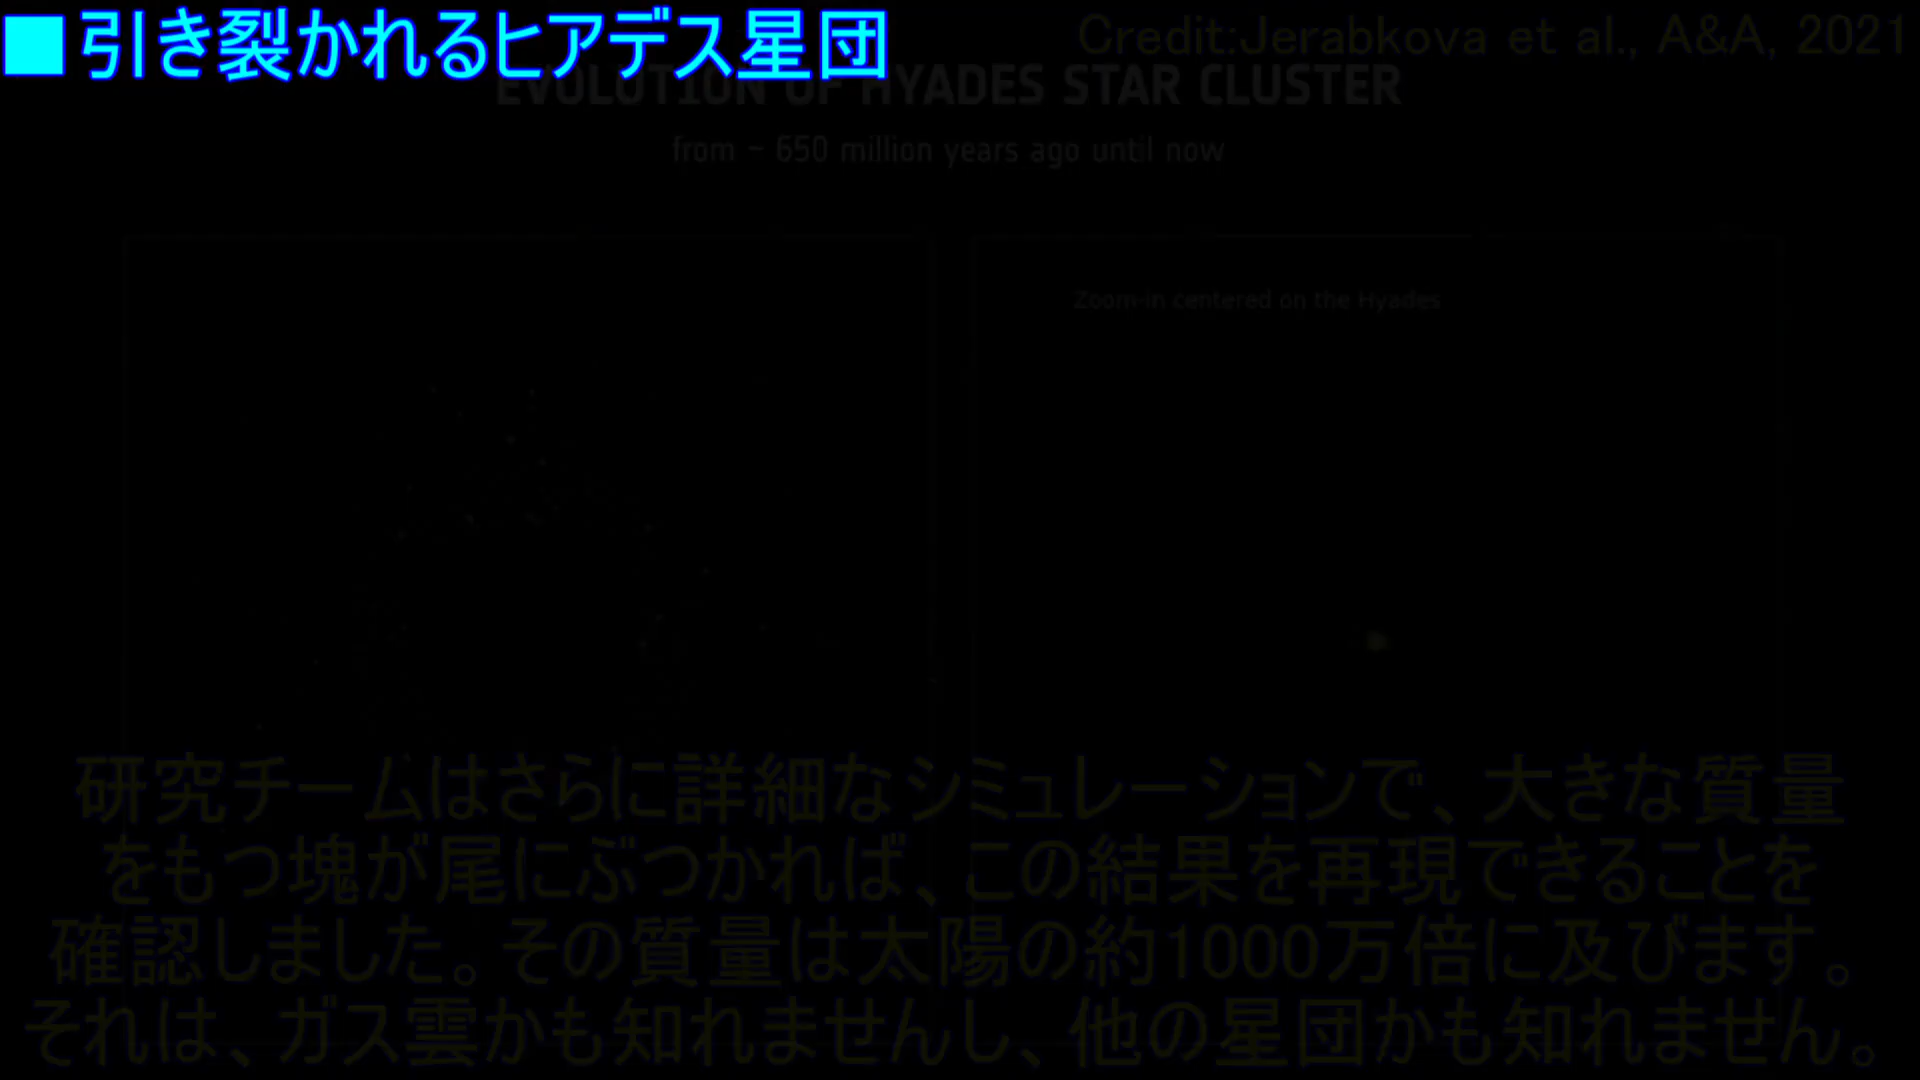 ■引き裂かれるヒアデス星団
Credit:Jerabkova et al., A&A, 2021
EVOLUTION OF HYADES STAR CLUSTER
from ~ 650 million years ago until now
Zoom-in centered on the Hyades
研究チームはさらに詳細なシミュレーションで、大きな質量
をもつ塊が尾にぶつかれば、この結果を再現できることを
確認しました。その質量は太陽の約1000万倍に及びます。
それは、ガス雲かも知れませんし、他の星団かも知れません。